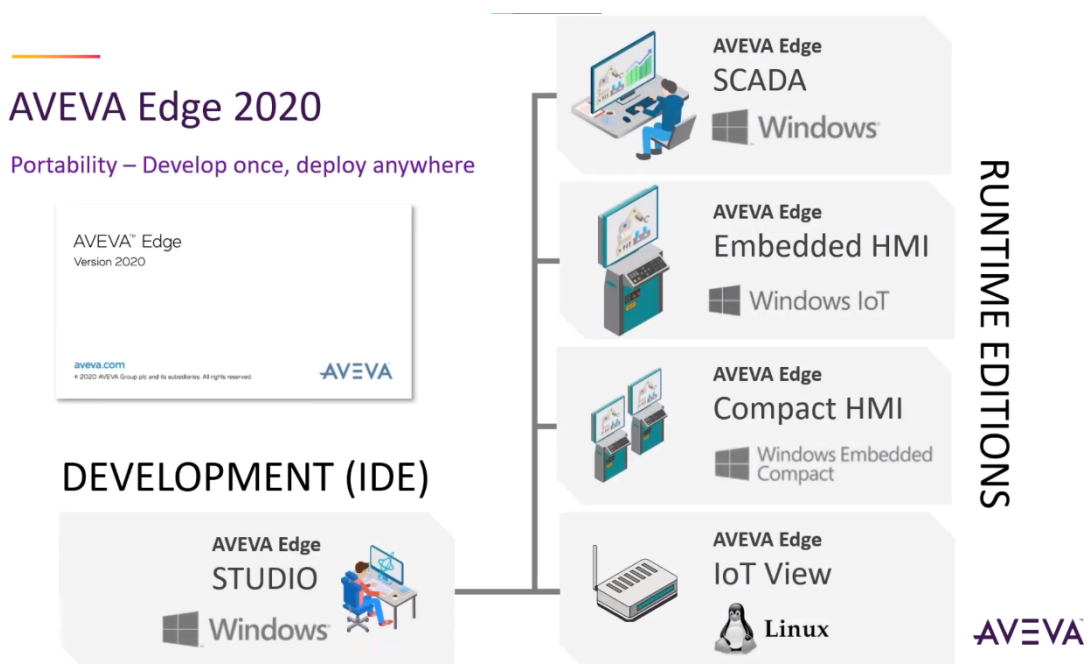 AVEVA Edge 2020
Portability – Develop once, deploy anywhere
AVEVA™ Edge
Version 2020
aveva.com
© 2020 AVEVA Group plc and its subsidiaries. All rights reserved.
AVEVA
DEVELOPMENT (IDE)
AVEVA Edge
STUDIO
Windows
AVEVA Edge
SCADA
Windows
AVEVA Edge
Embedded HMI
Windows IoT
AVEVA Edge
Compact HMI
Windows Embedded
Compact
AVEVA Edge
IoT View
Linux
RUNTIME EDITIONS
AVEVA